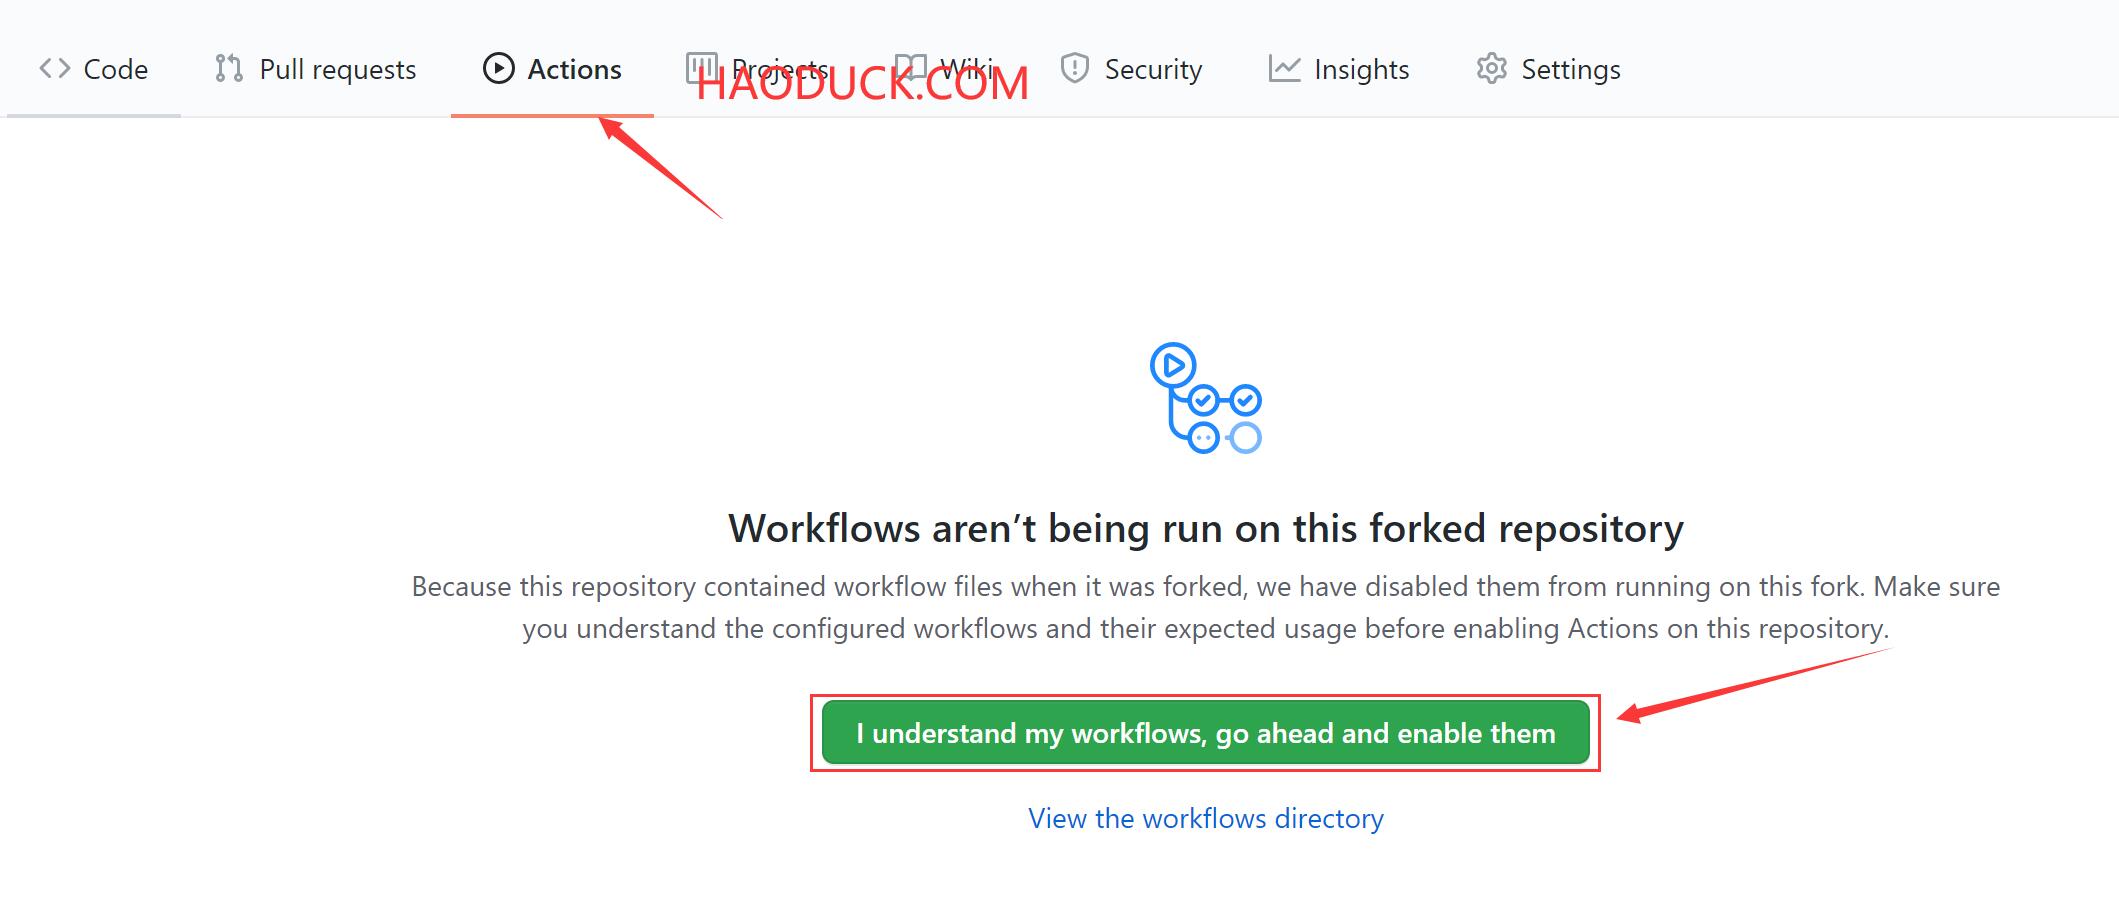 Code Pull requests Actions Projects Wiki Security Insights Settings
HAODUCK.COM
Workflows aren’t being run on this forked repository
Because this repository contained workflow files when it was forked, we have disabled them from running on this fork. Make sure
you understand the configured workflows and their expected usage before enabling Actions on this repository.
I understand my workflows, go ahead and enable them
View the workflows directory